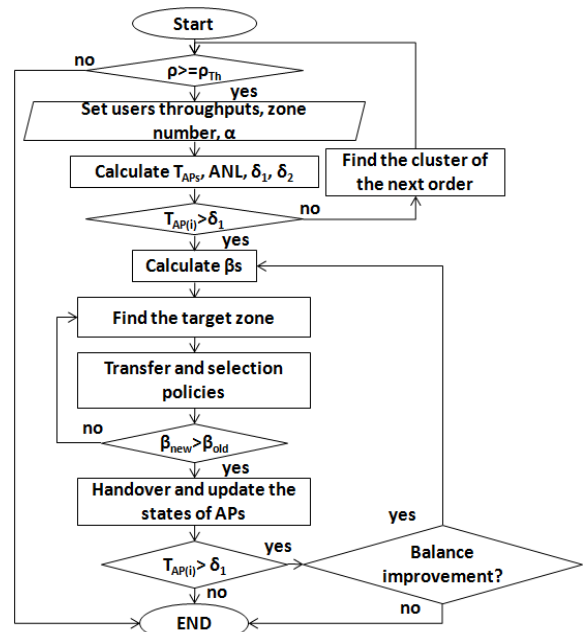 Start
no
ρ>=ρTh
yes
Set users throughputs, zone
number, α
Calculate TAPs, ANL, δ1, δ2
Find the cluster of
the next order
TAP(i)>δ1
no
yes
Calculate βs
Find the target zone
Transfer and selection
policies
no
βnew>βold
yes
Handover and update the
states of APs
yes
TAP(i)> δ1
yes
Balance
improvement?
no
no
END